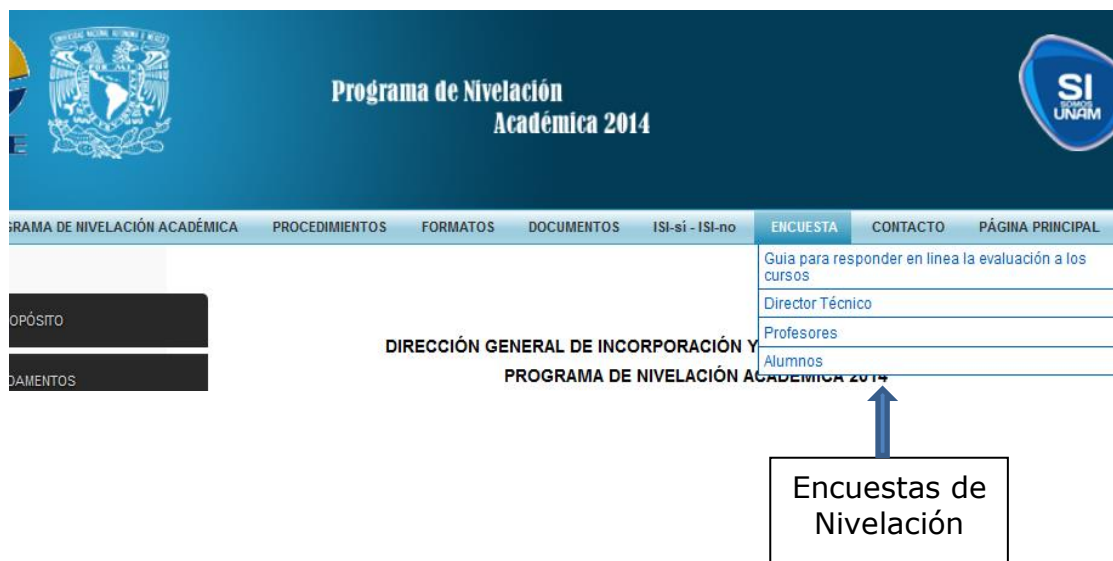 Programa de Nivelación
Académica 2014
SI
SOMOS
UNAM
E
GRAMA DE NIVELACIÓN ACADÉMICA PROCEDIMIENTOS FORMATOS DOCUMENTOS ISI-sí - ISI-no ENCUESTA CONTACTO PÁGINA PRINCIPAL
Guia para responder en linea la evaluación a los
cursos
Director Técnico
Profesores
Alumnos
OPÓSITO
DAMENTOS
DIRECCIÓN GENERAL DE INCORPORACIÓN Y
PROGRAMA DE NIVELACIÓN ACADÉMICA 2014
Encuestas de
Nivelación